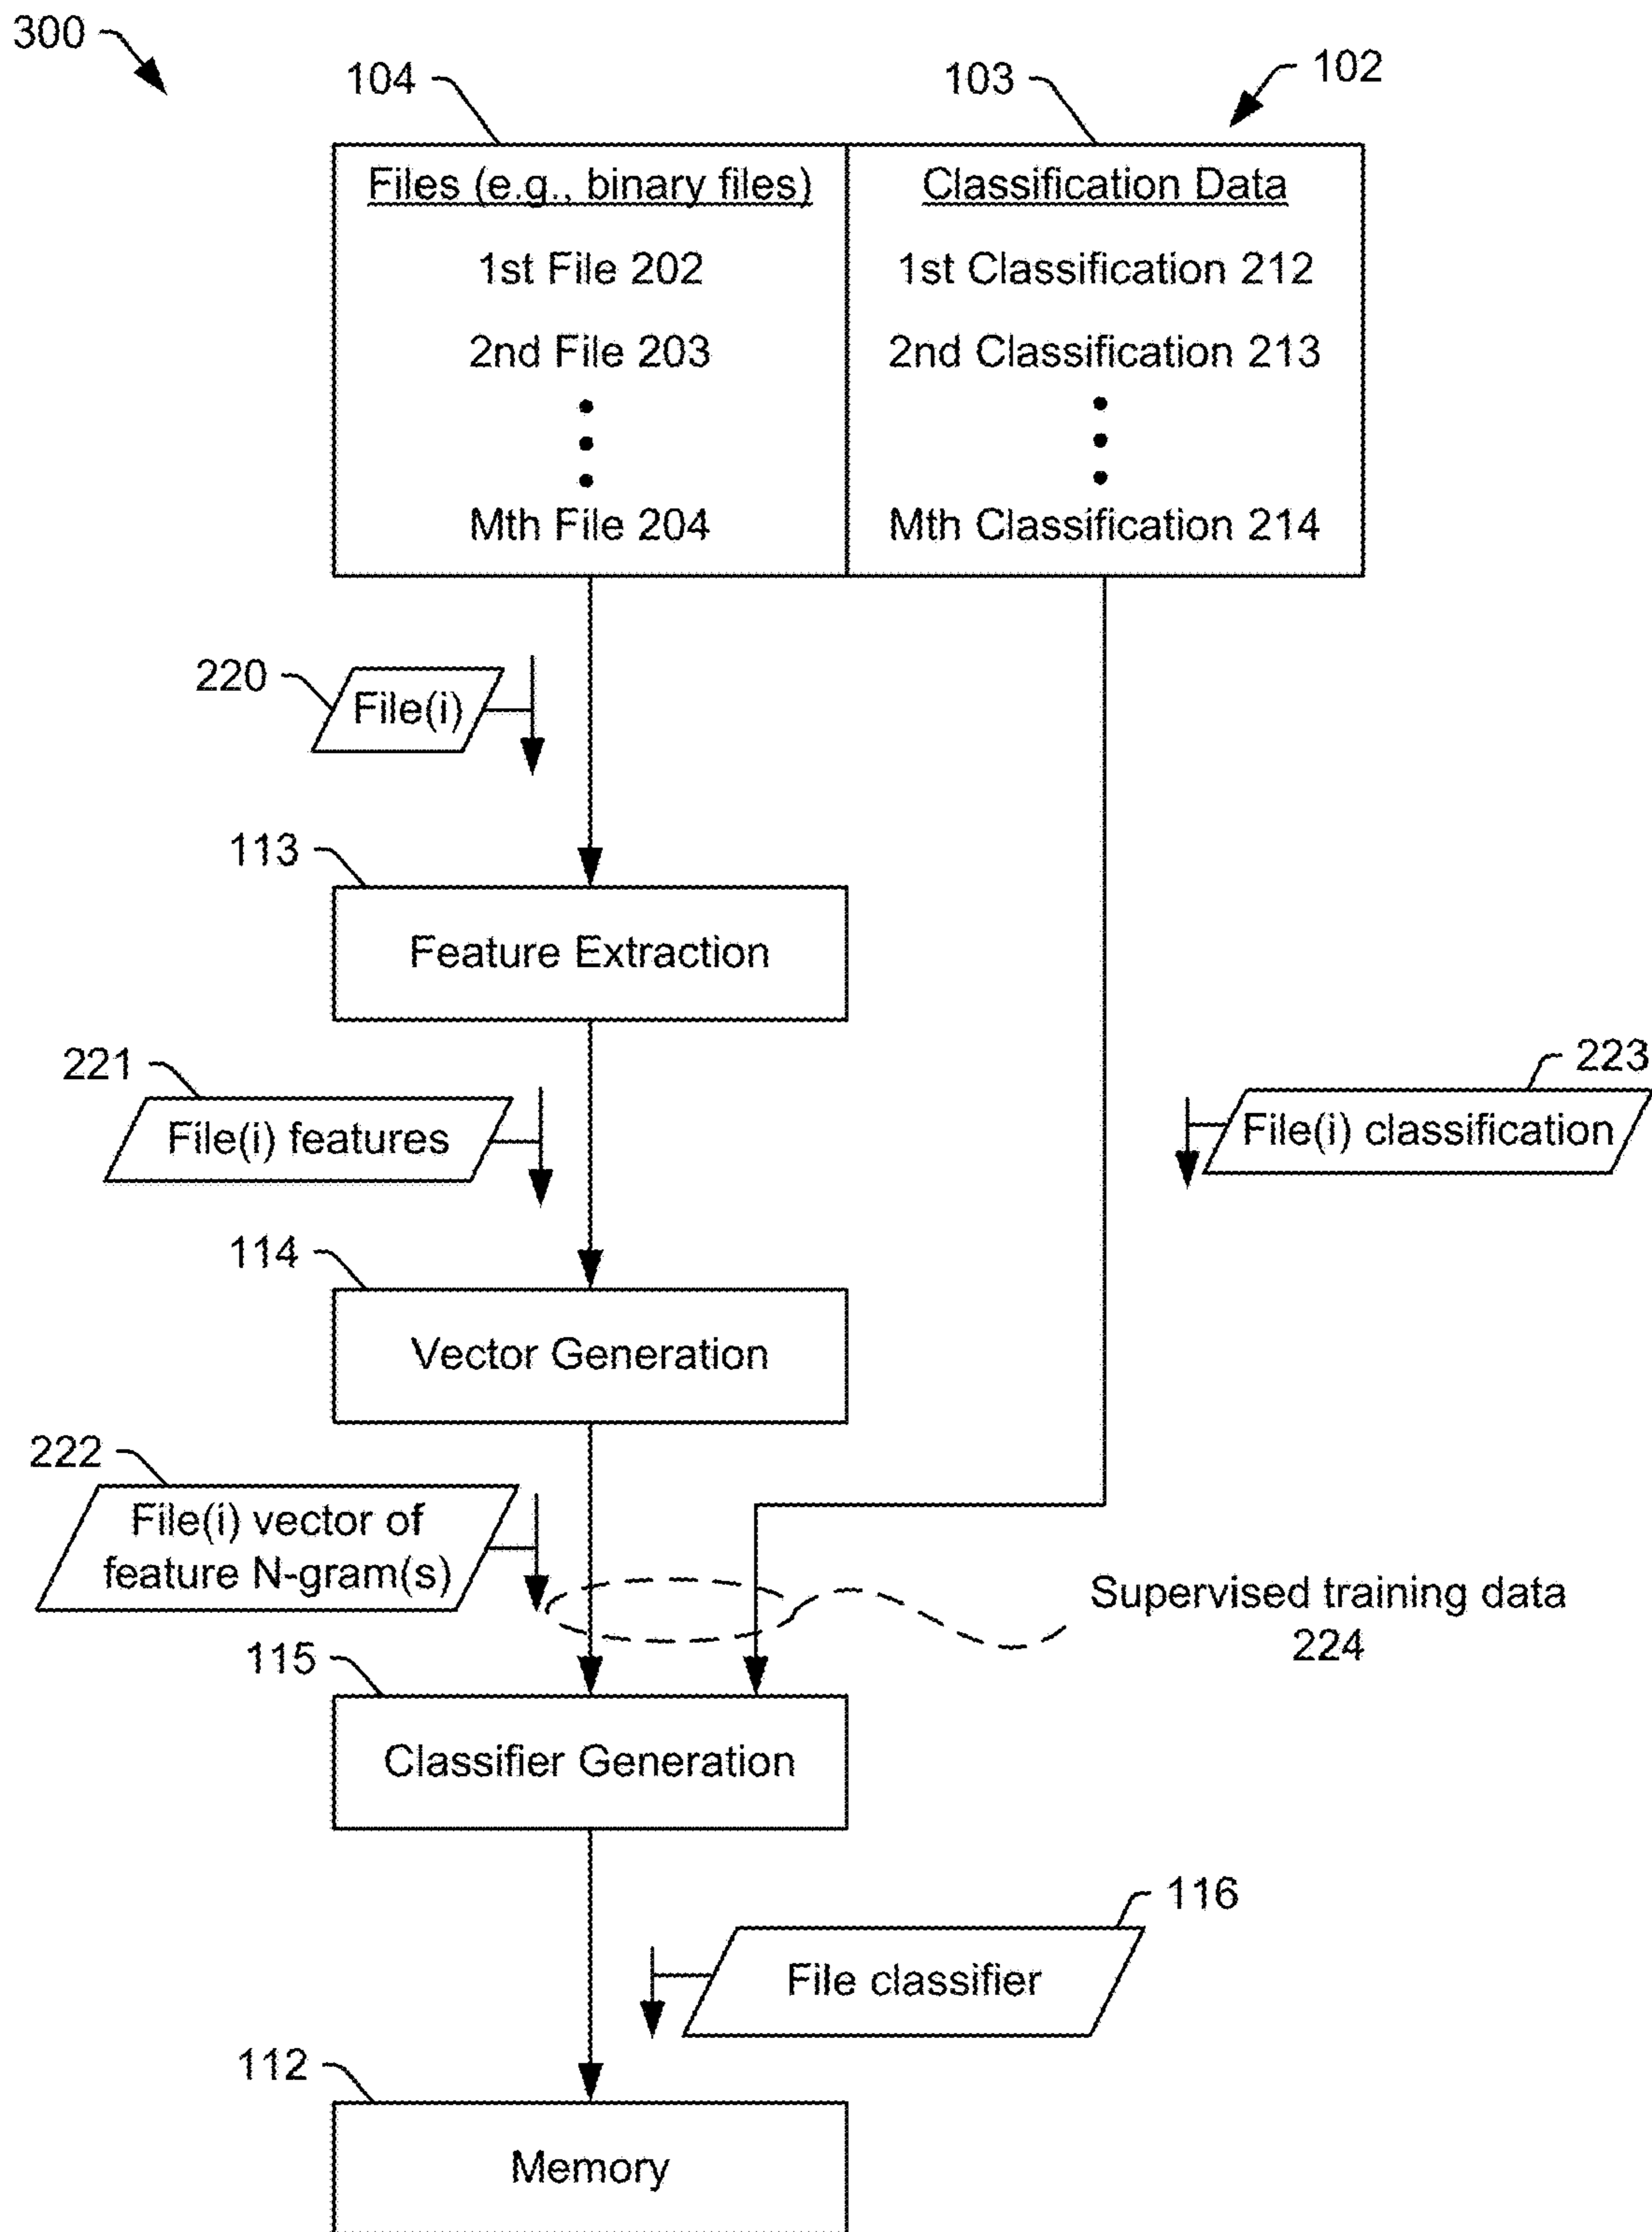 300
104
103
102
Files (e.g., binary files)
Classification Data
1st File 202
1st Classification 212
2nd File 203
2nd Classification 213
Mth File 204
Mth Classification 214
220
File(i)
113
Feature Extraction
221
File(i) features
223
File(i) classification
114
Vector Generation
222
File(i) vector of
feature N-gram(s)
Supervised training data
224
115
Classifier Generation
116
File classifier
112
Memory